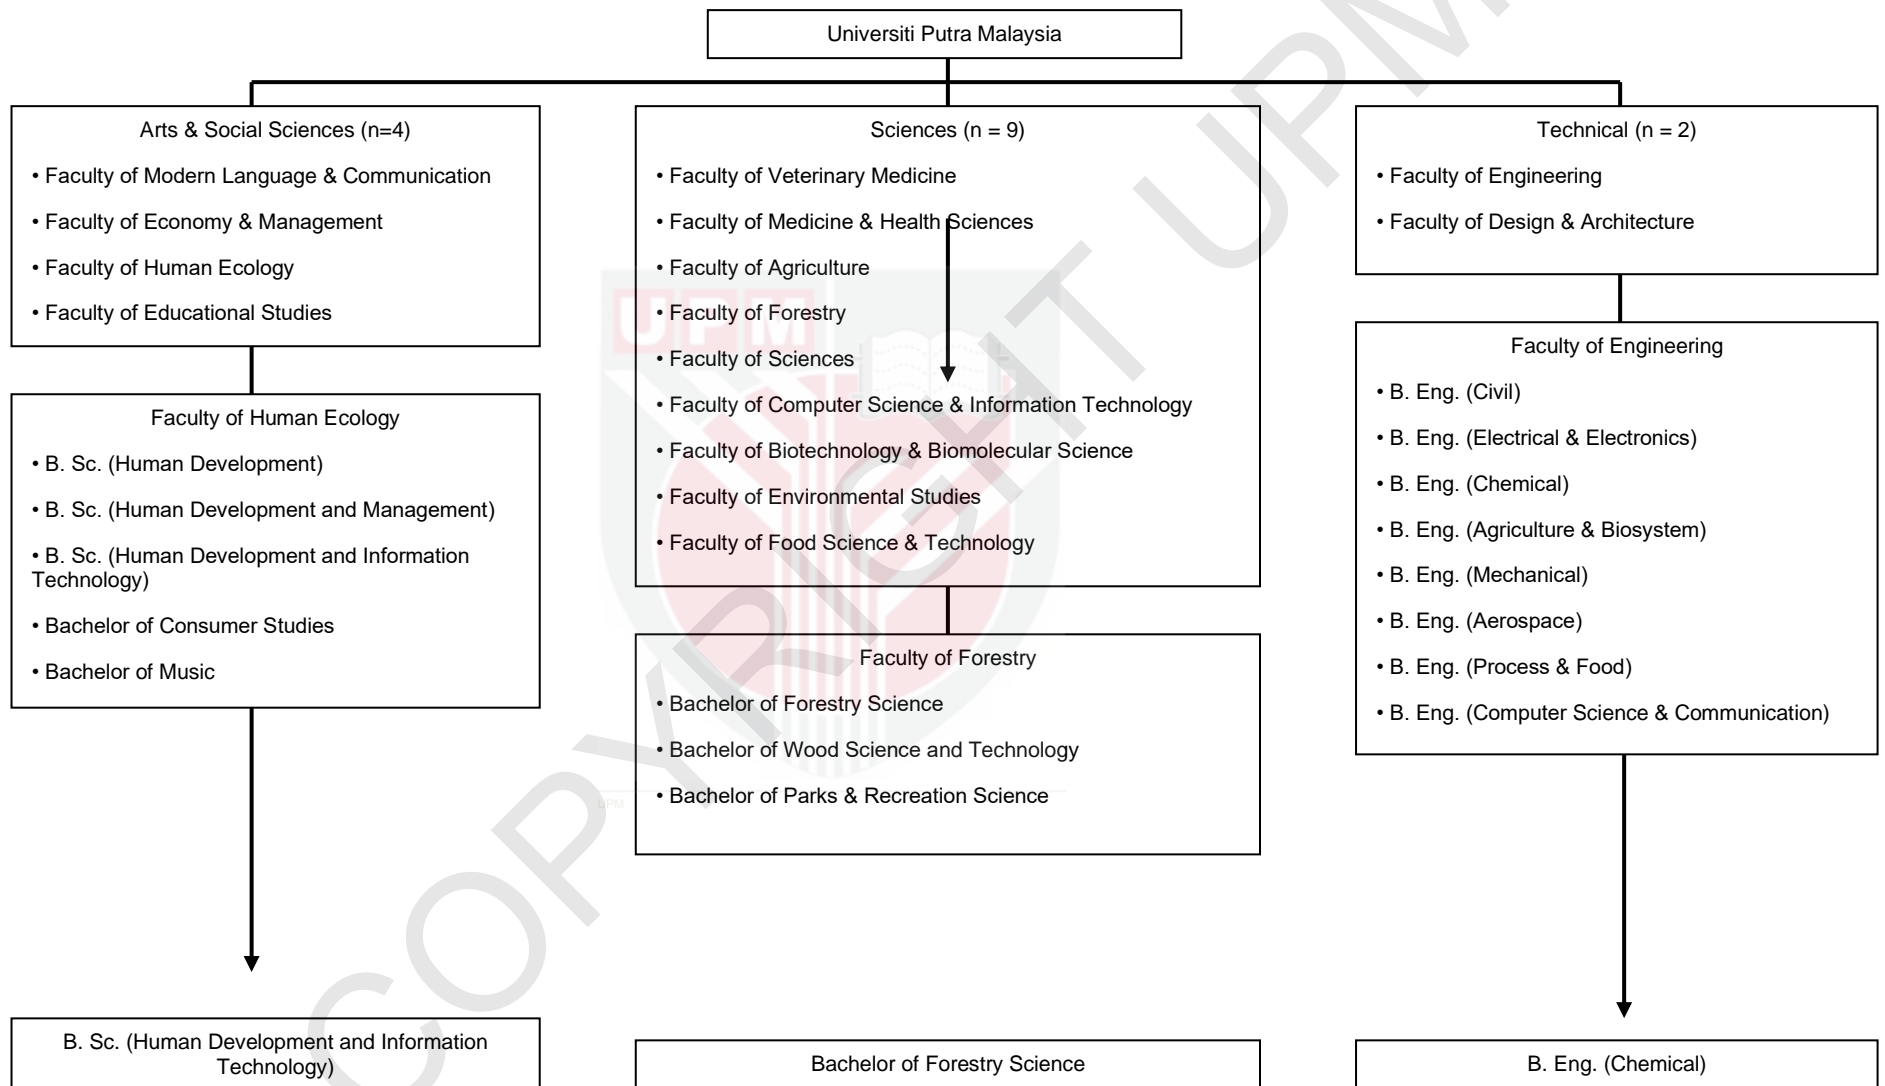 Universiti Putra Malaysia
Arts & Social Sciences (n=4)
• Faculty of Modern Language & Communication
• Faculty of Economy & Management
• Faculty of Human Ecology
• Faculty of Educational Studies
Faculty of Human Ecology
• B. Sc. (Human Development)
• B. Sc. (Human Development and Management)
• B. Sc. (Human Development and Information
Technology)
• Bachelor of Consumer Studies
• Bachelor of Music
B. Sc. (Human Development and Information
Technology)
Sciences (n = 9)
• Faculty of Veterinary Medicine
• Faculty of Medicine & Health Sciences
• Faculty of Agriculture
• Faculty of Forestry
• Faculty of Sciences
• Faculty of Computer Science & Information Technology
• Faculty of Biotechnology & Biomolecular Science
• Faculty of Environmental Studies
• Faculty of Food Science & Technology
Faculty of Forestry
• Bachelor of Forestry Science
• Bachelor of Wood Science and Technology
• Bachelor of Parks & Recreation Science
Bachelor of Forestry Science
Technical (n = 2)
• Faculty of Engineering
• Faculty of Design & Architecture
Faculty of Engineering
• B. Eng. (Civil)
• B. Eng. (Electrical & Electronics)
• B. Eng. (Chemical)
• B. Eng. (Agriculture & Biosystem)
• B. Eng. (Mechanical)
• B. Eng. (Aerospace)
• B. Eng. (Process & Food)
• B. Eng. (Computer Science & Communication)
B. Eng. (Chemical)
UPM
UPM
COPYRIGHT UPM